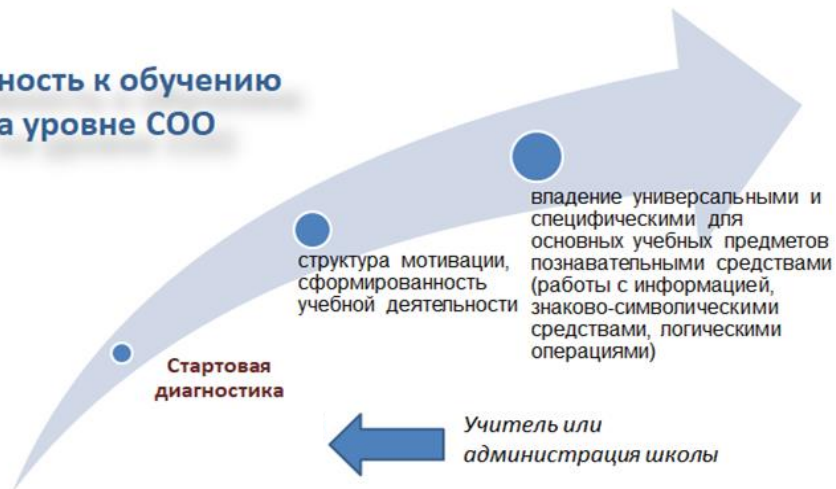 ность к обучению
а уровне СОО
владение универсальными и
специфическими для
основных учебных предметов
познавательными средствами
(работы с информацией,
знаково-символическими
средствами, логическими
операциями)
структура мотивации,
сформированность
учебной деятельности
Стартовая
диагностика
Учитель или
администрация школы